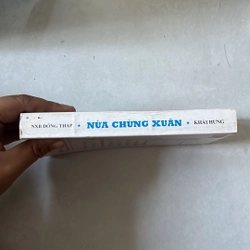 NXB ĐỒNG THÁP • NỬA CHỪNG XUÂN • KHÁI HƯNG